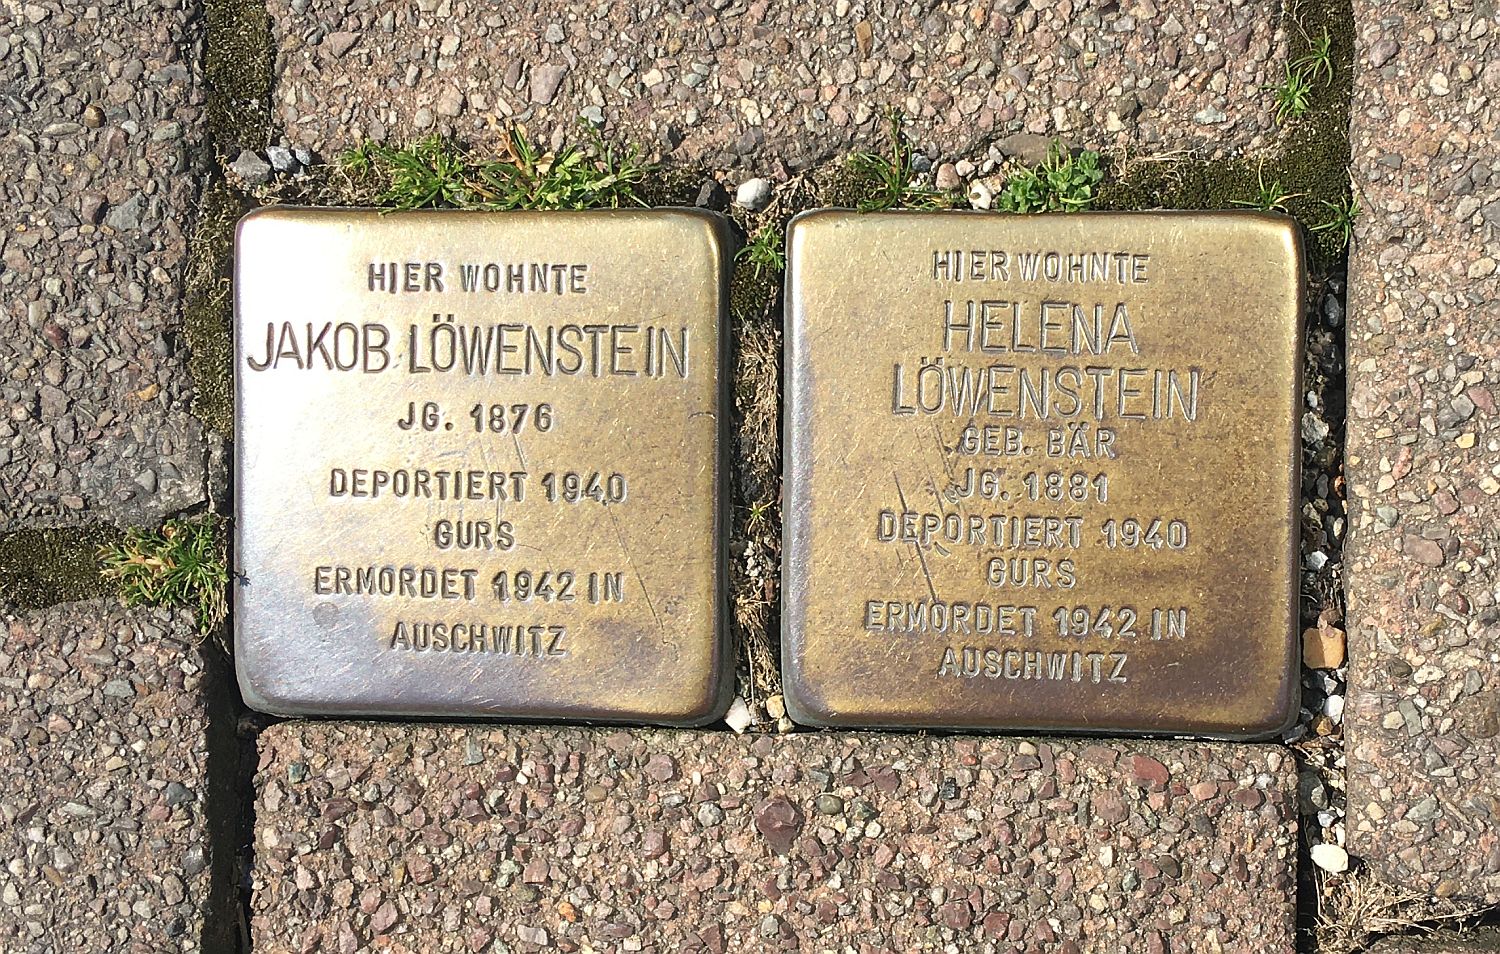 HIER WOHNTE
JAKOB LÖWENSTEIN
JG. 1876
DEPORTIERT 1940
GURS
ERMORDET 1942 IN
AUSCHWITZ
HIER WOHNTE
HELENA
LÖWENSTEIN
GEB. BÄR
JG. 1881
DEPORTIERT 1940
GURS
ERMORDET 1942 IN
AUSCHWITZ